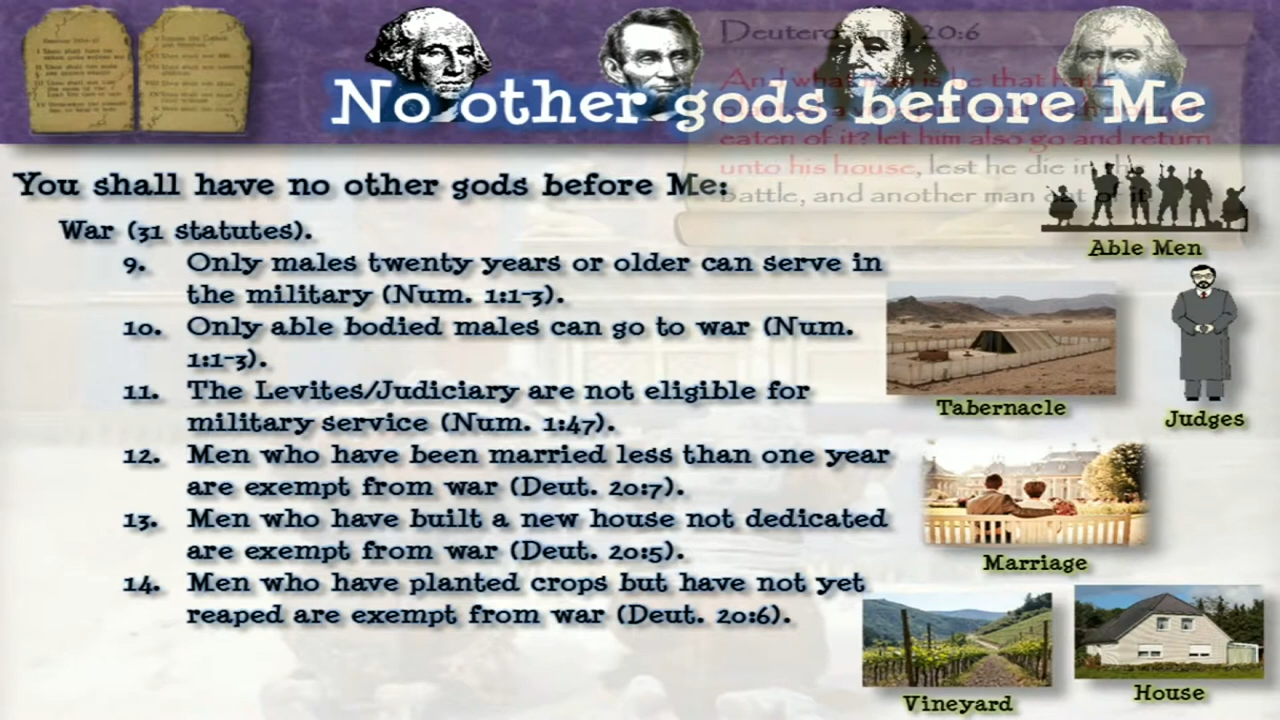 Deuteronomy 20:6
No other gods before Me
eaten of it? let him also go and return
unto his house, lest he die in the
battle, and another man eat of it.
You shall have no other gods before Me:
War (31 statutes).
9. Only males twenty years or older can serve in
the military (Num. 1:1-3).
10. Only able bodied males can go to war (Num.
1:1-3).
11. The Levites/Judiciary are not eligible for
military service (Num. 1:47).
12. Men who have been married less than one year
are exempt from war (Deut. 20:7).
13. Men who have built a new house not dedicated
are exempt from war (Deut. 20:5).
14. Men who have planted crops but have not yet
reaped are exempt from war (Deut. 20:6).
Able Men
Tabernacle
Judges
Marriage
Vineyard
House